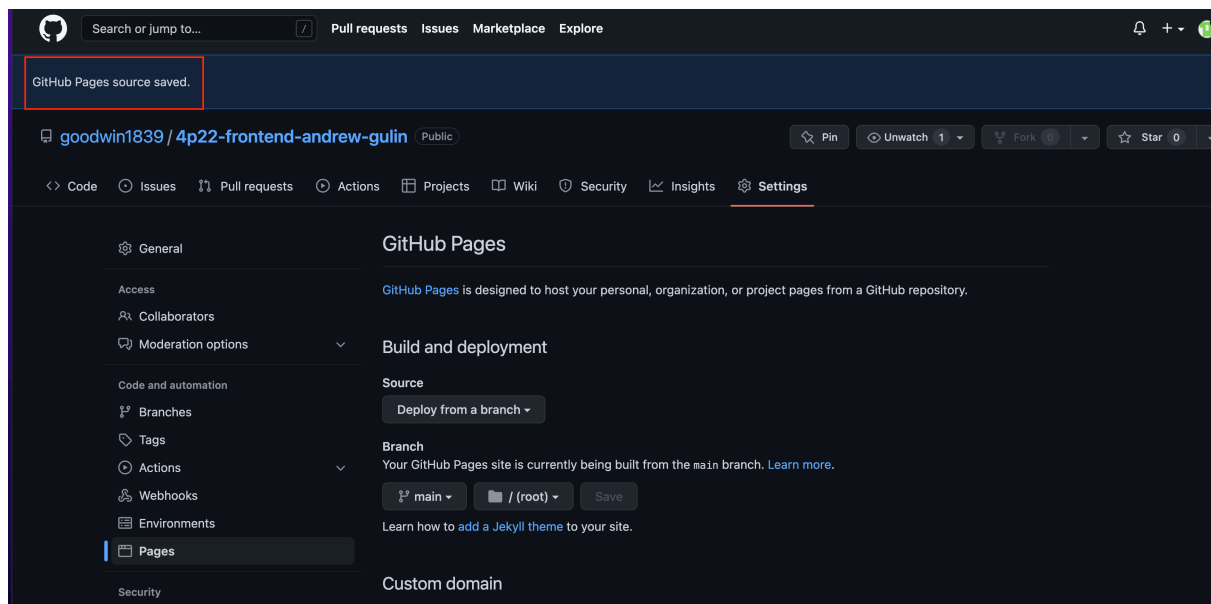 Search or jump to... /
Pull requests Issues Marketplace Explore
GitHub Pages source saved.
goodwin1839 / 4p22-frontend-andrew-gulin Public
Pin Unwatch 1 Fork 0 Star 0
Code Issues Pull requests Actions Projects Wiki Security Insights Settings
General
Access
Collaborators
Moderation options
Code and automation
Branches
Tags
Actions
Webhooks
Environments
Pages
Security
GitHub Pages
GitHub Pages is designed to host your personal, organization, or project pages from a GitHub repository.
Build and deployment
Source
Deploy from a branch
Branch
Your GitHub Pages site is currently being built from the main branch. Learn more.
main / (root) Save
Learn how to add a Jekyll theme to your site.
Custom domain